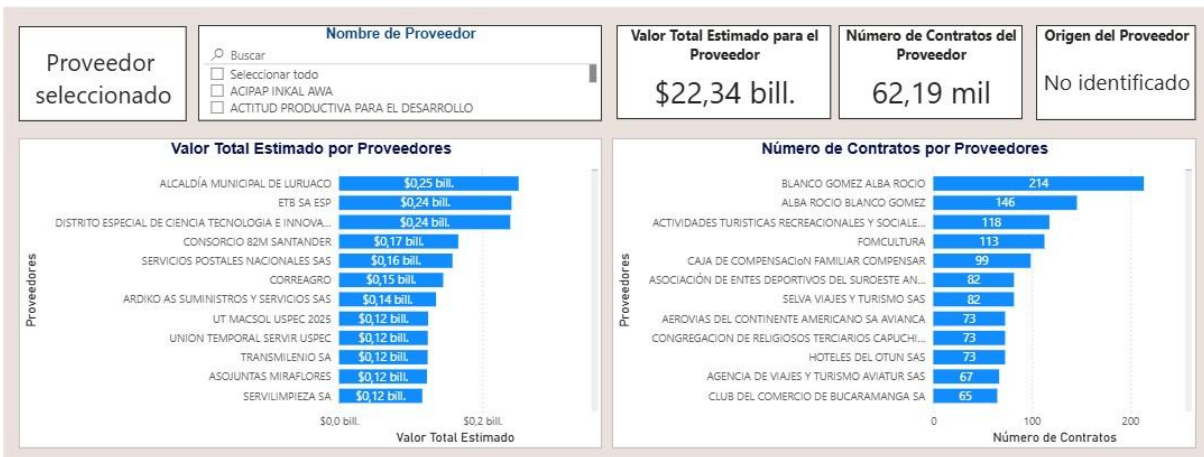 Proveedor
seleccionado
Nombre de Proveedor
Buscar
Seleccionar todo
ACIPAP INKAL AWA
ACTITUD PRODUCTIVA PARA EL DESARROLLO
Valor Total Estimado para el
Proveedor
$22,34 bill.
Número de Contratos del
Proveedor
62,19 mil
Origen del Proveedor
No identificado
Valor Total Estimado por Proveedores
Proveedores
ALCALDÍA MUNICIPAL DE LURUACO $0,25 bill.
ETB SA ESP $0,24 bill.
DISTRITO ESPECIAL DE CIENCIA TECNOLOGIA E INNOVA... $0,24 bill.
CONSORCIO 82M SANTANDER $0,17 bill.
SERVICIOS POSTALES NACIONALES SAS $0,16 bill.
CORREAGRO $0,15 bill.
ARDIKO AS SUMINISTROS Y SERVICIOS SAS $0,14 bill.
UT MACSOL USPEC 2025 $0,12 bill.
UNION TEMPORAL SERVIR USPEC $0,12 bill.
TRANSMILENIO SA $0,12 bill.
ASOJUNTAS MIRAFLORES $0,12 bill.
SERVILIMPIEZA SA $0,12 bill.
$0,0 bill. $0,2 bill.
Valor Total Estimado
Número de Contratos por Proveedores
Proveedores
BLANCO GOMEZ ALBA ROCIO 214
ALBA ROCIO BLANCO GOMEZ 146
ACTIVIDADES TURISTICAS RECREACIONALES Y SOCIALE... 118
FOMCULTURA 113
CAJA DE COMPENSACIoN FAMILIAR COMPENSAR 99
ASOCIACIÓN DE ENTES DEPORTIVOS DEL SUROESTE AN... 82
SELVA VIAJES Y TURISMO SAS 82
AEROVIAS DEL CONTINENTE AMERICANO SA AVIANCA 73
CONGREGACION DE RELIGIOSOS TERCIARIOS CAPUCHI... 73
HOTELES DEL OTUN SAS 73
AGENCIA DE VIAJES Y TURISMO AVIATUR SAS 67
CLUB DEL COMERCIO DE BUCARAMANGA SA 65
0 100 200
Número de Contratos